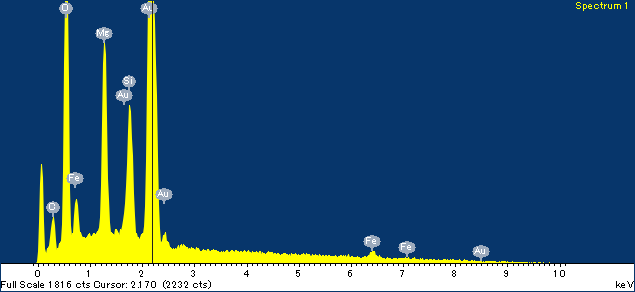 Spectrum 1
O Au
Mg
Si
Au
Fe
Au
O
Fe Fe Au
0 1 2 3 4 5 6 7 8 9 10
Full Scale 1816 cts Cursor: 2.170 (2232 cts) keV